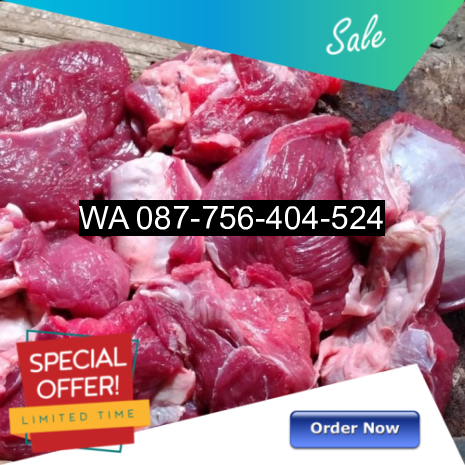 Sale
WA 087-756-404-524
SPECIAL
OFFER!
LIMITED TIME
Order Now